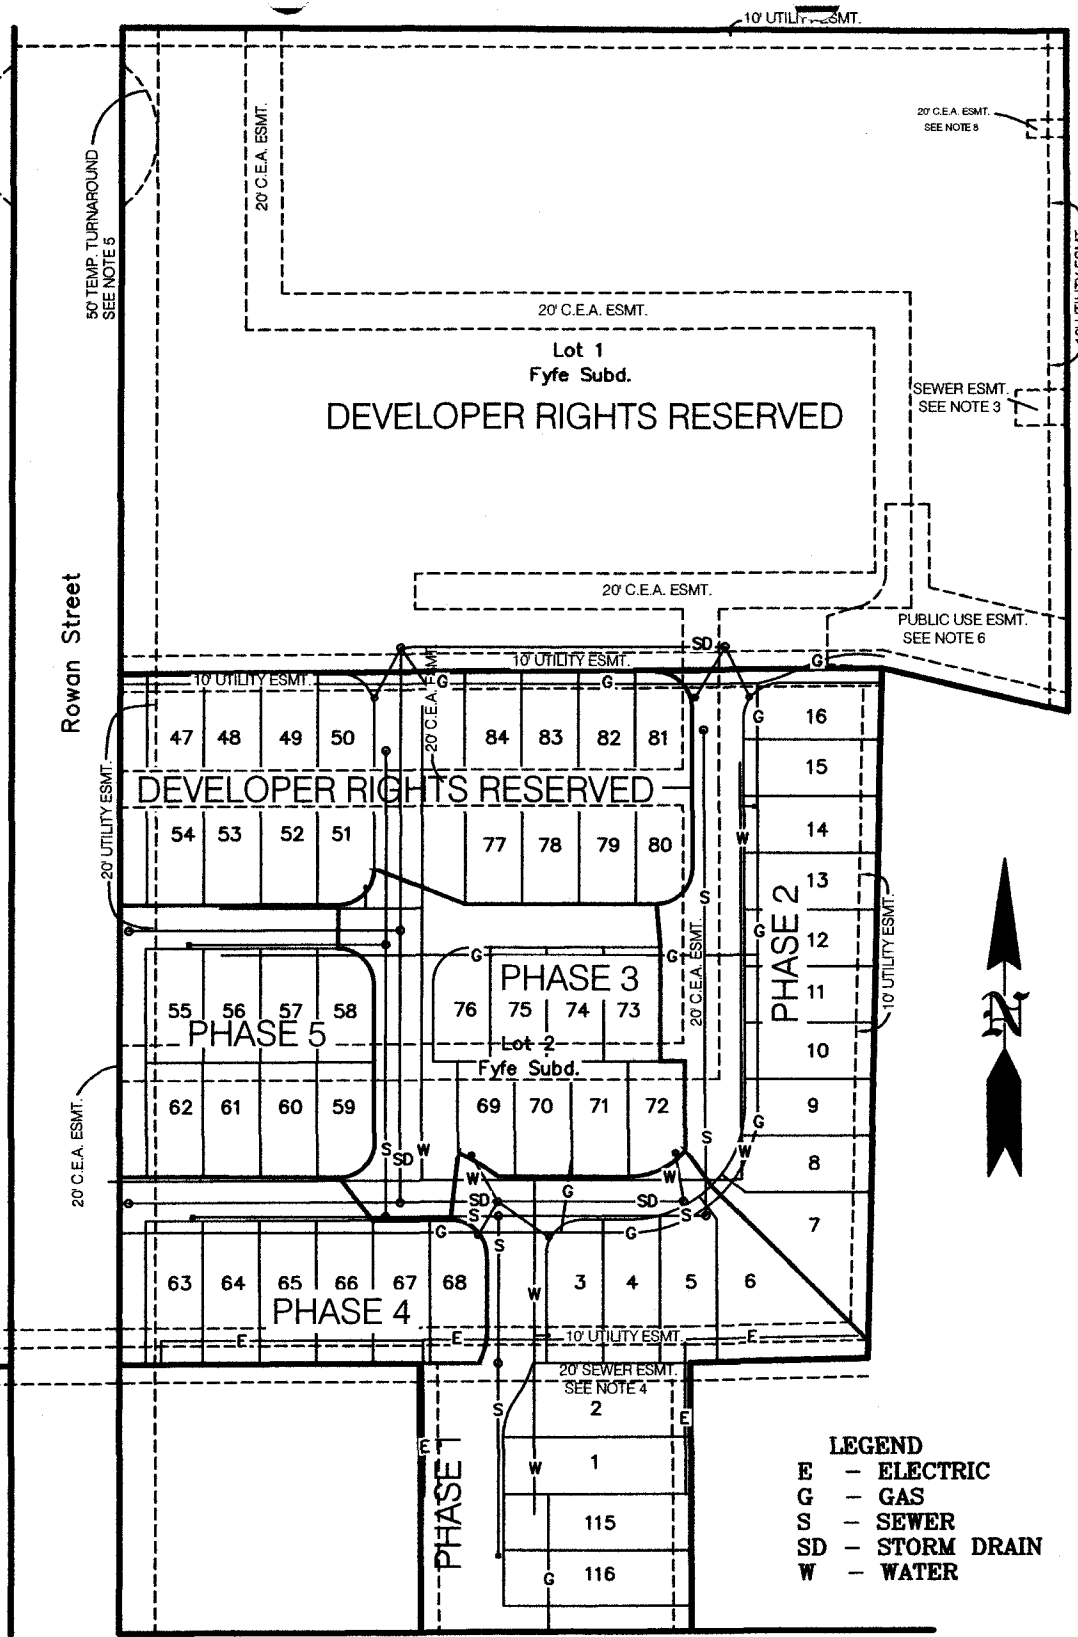 10' UTILITY ESMT.
20' C.E.A. ESMT.
20' C.E.A. ESMT.
SEE NOTE 8
50' TEMP. TURNAROUND
SEE NOTE 5
10' UTILITY ESMT.
20' C.E.A. ESMT.
Lot 1
Fyfe Subd.
DEVELOPER RIGHTS RESERVED
SEWER ESMT.
SEE NOTE 3
20' C.E.A. ESMT.
PUBLIC USE ESMT.
SEE NOTE 6
Rowan Street
SD
10' UTILITY ESMT.
G
10' UTILITY ESMT.
G
G
20' C.E.A. ESMT.
G
16
47 48 49 50
84 83 82 81
15
DEVELOPER RIGHTS RESERVED
20' UTILITY ESMT.
54 53 52 51
77 78 79 80
W
14
13
S
PHASE 2
10' UTILITY ESMT.
G
12
G
G
20' C.E.A. ESMT.
PHASE 3
11
55 56 57 58
76 75 74 73
PHASE 5
Lot 2
Fyfe Subd.
10
20' C.E.A. ESMT.
62 61 60 59
69 70 71 72
9
G
S
W
8
S
SD
W
W
W
G
SD
SD
S
S
7
G
S
G
63 64 65 66 67 68
3 4 5 6
W
PHASE 4
E
E
10' UTILITY ESMT.
E
20' SEWER ESMT.
SEE NOTE 4
S
2
E
E
PHASE 1
W
1
115
G
116
LEGEND
E – ELECTRIC
G – GAS
S – SEWER
SD – STORM DRAIN
W – WATER
N